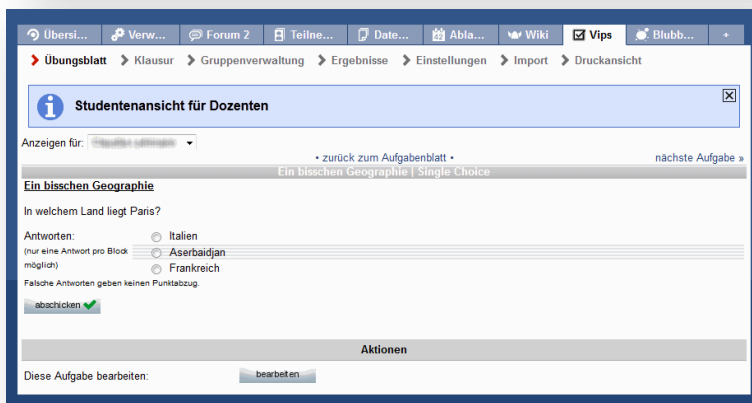 Übersi... Verw... Forum 2 Teilne... Date... Abla... Wiki Vips Blubb... +
Übungsblatt Klausur Gruppenverwaltung Ergebnisse Einstellungen Import Druckansicht
Studentenansicht für Dozenten
Anzeigen für:
• zurück zum Aufgabenblatt • nächste Aufgabe »
Ein bisschen Geographie | Single Choice
Ein bisschen Geographie
In welchem Land liegt Paris?
Antworten: Italien
(nur eine Antwort pro Block Aserbaidjan
möglich) Frankreich
Falsche Antworten geben keinen Punktabzug.
abschicken
Aktionen
Diese Aufgabe bearbeiten: bearbeiten